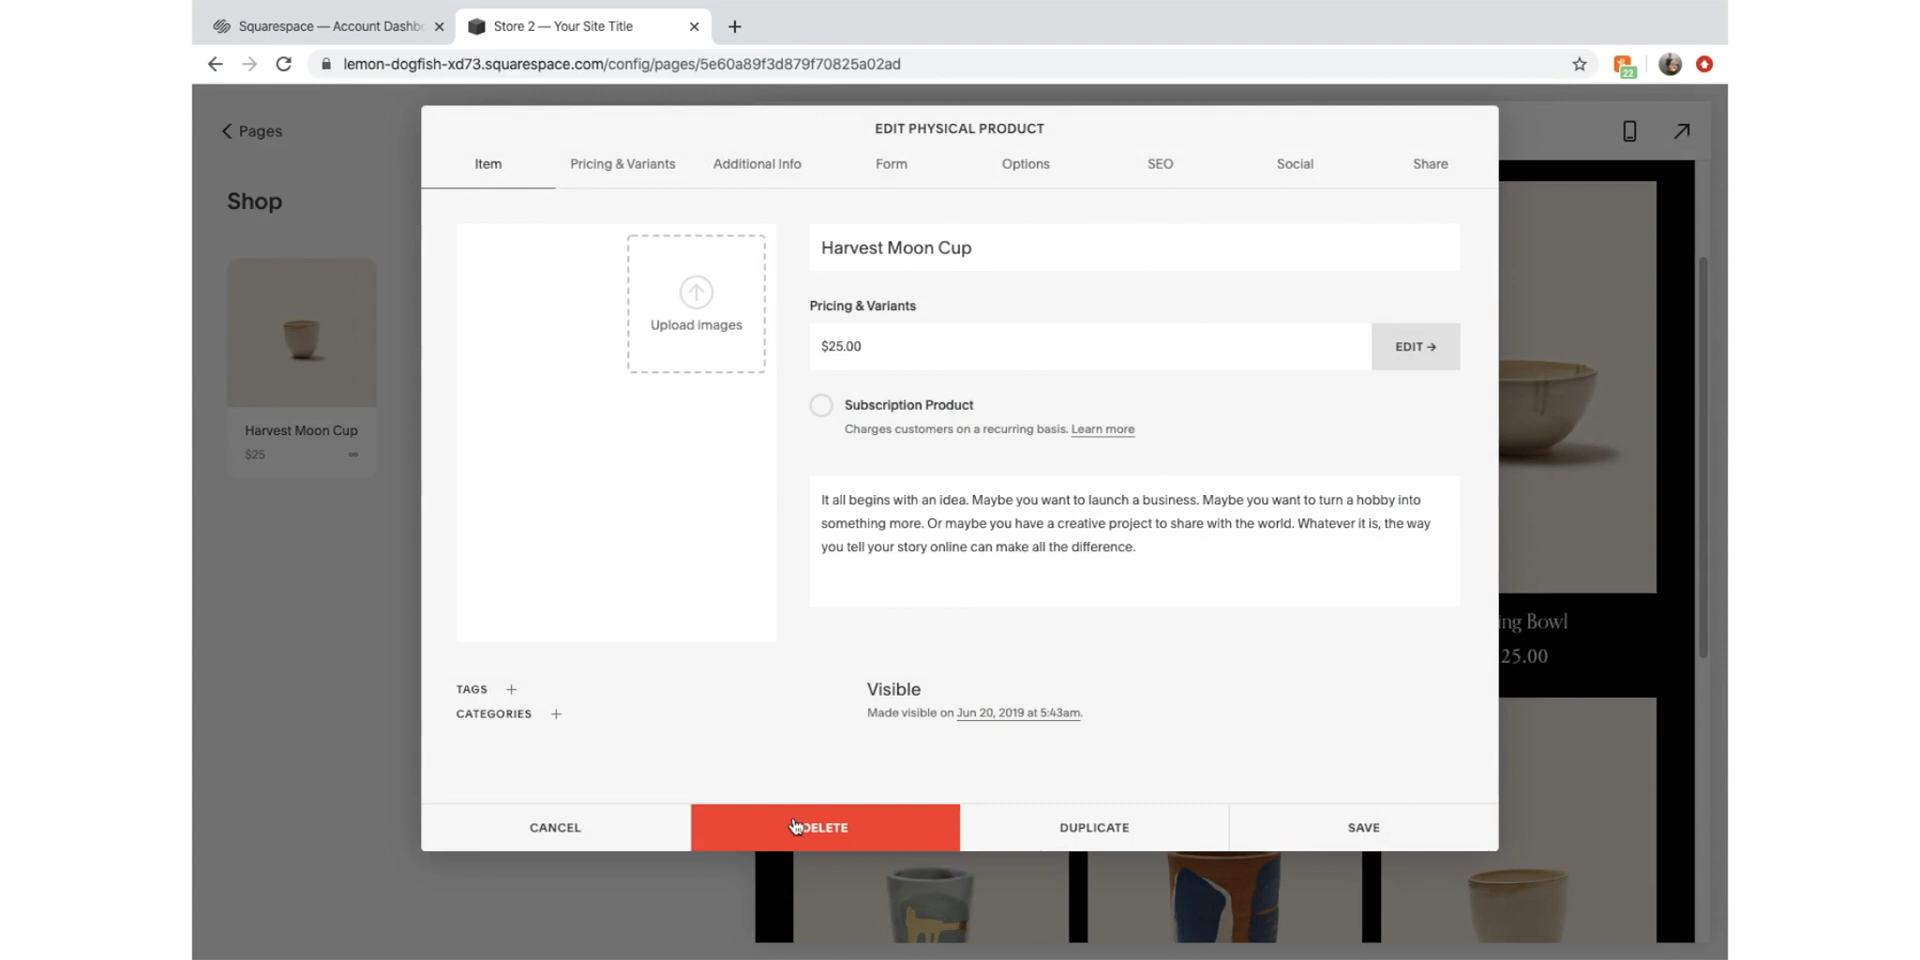 Squarespace — Account Dashbo
Store 2 — Your Site Title
lemon-dogfish-xd73.squarespace.com/config/pages/5e60a89f3d879f70825a02ad
22
Pages
Shop
Harvest Moon Cup
$25
∞
EDIT PHYSICAL PRODUCT
Item
Pricing & Variants
Additional Info
Form
Options
SEO
Social
Share
Upload images
Harvest Moon Cup
Pricing & Variants
$25.00
EDIT →
Subscription Product
Charges customers on a recurring basis. Learn more
It all begins with an idea. Maybe you want to launch a business. Maybe you want to turn a hobby into
something more. Or maybe you have a creative project to share with the world. Whatever it is, the way
you tell your story online can make all the difference.
TAGS +
CATEGORIES +
Visible
Made visible on Jun 20, 2019 at 5:43am.
CANCEL
DELETE
DUPLICATE
SAVE
ing Bowl
25.00